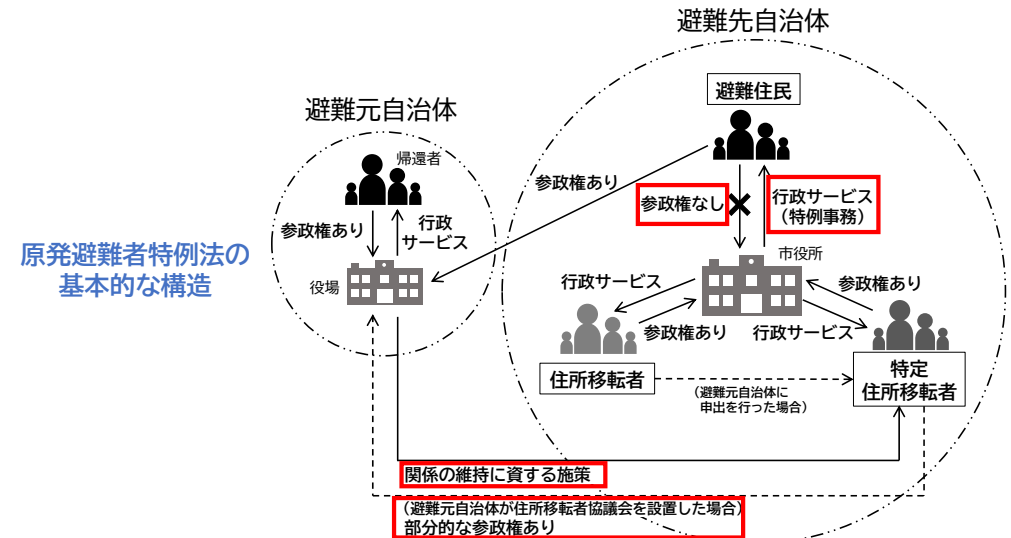 避難先自治体
避難住民
避難元自治体
帰還者
参政権あり
参政権なし
行政サービス
（特例事務）
参政権あり
行政
サービス
原発避難者特例法の
基本的な構造
役場
市役所
行政サービス
参政権あり
参政権あり
行政サービス
住所移転者
（避難元自治体に
申出を行った場合）
特定
住所移転者
関係の維持に資する施策
（避難元自治体が住所移転者協議会を設置した場合）
部分的な参政権あり